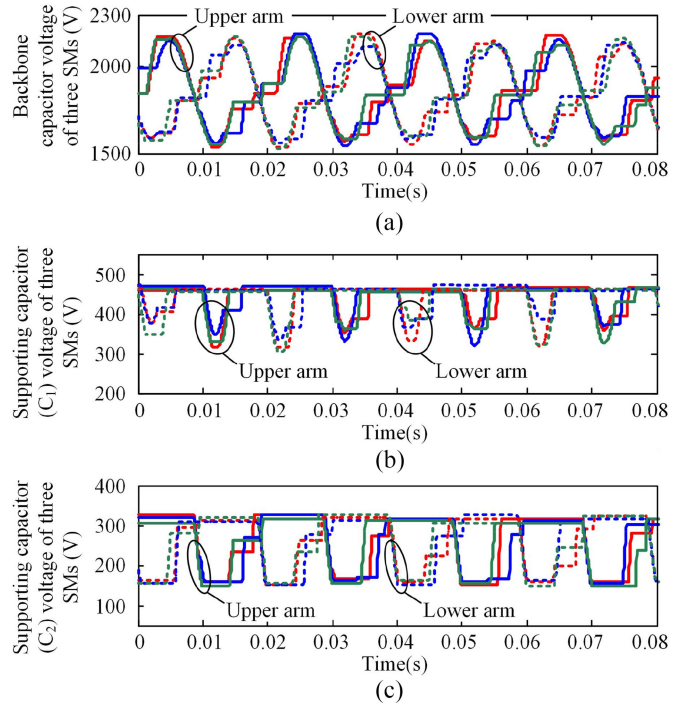 Upper arm
Lower arm
Backbone
capacitor voltage
of three SMs (V)
2200
2000
1500
0 0.01 0.02 0.03 0.04 0.05 0.06 0.07 0.08
Time(s)
(a)
Supporting capacitor
(C1) voltage of three
SMs (V)
500
400
300
200
Upper arm
Lower arm
0 0.01 0.02 0.03 0.04 0.05 0.06 0.07 0.08
Time(s)
(b)
Supporting capacitor
(C2) voltage of three
SMs (V)
400
300
200
100
Upper arm
Lower arm
0 0.01 0.02 0.03 0.04 0.05 0.06 0.07 0.08
Time(s)
(c)